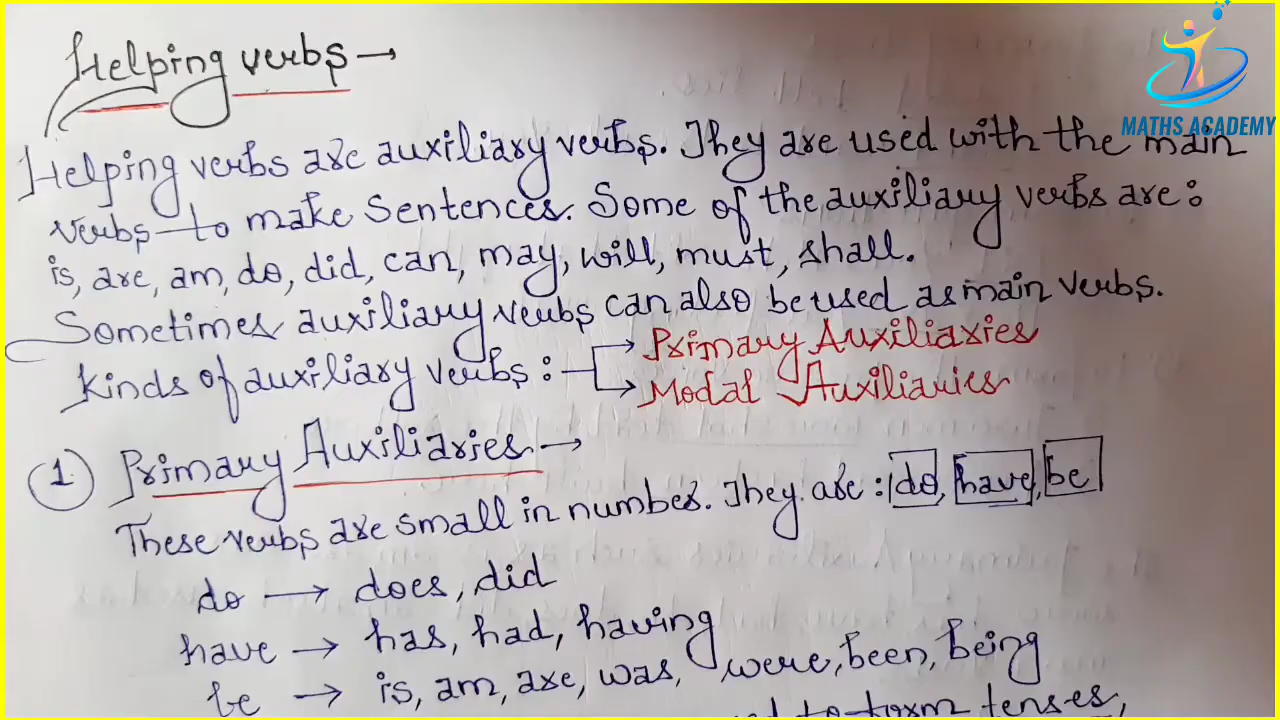 Helping verbs →
MATHS ACADEMY
Helping verbs are auxiliary verbs. They are used with the main
verbs to make sentences. Some of the auxiliary verbs are :
is, are, am, do, did, can, may, will, must, shall.
Sometimes auxiliary verbs can also be used as main verbs.
Kinds of auxiliary verbs : → Primary Auxiliaries
→ Modal Auxiliaries
1. Primary Auxiliaries →
These verbs are small in number. They are : do, have, be
do → does, did
have → has, had, having
be → is, am, are, was, were, been, being
to form tenses,